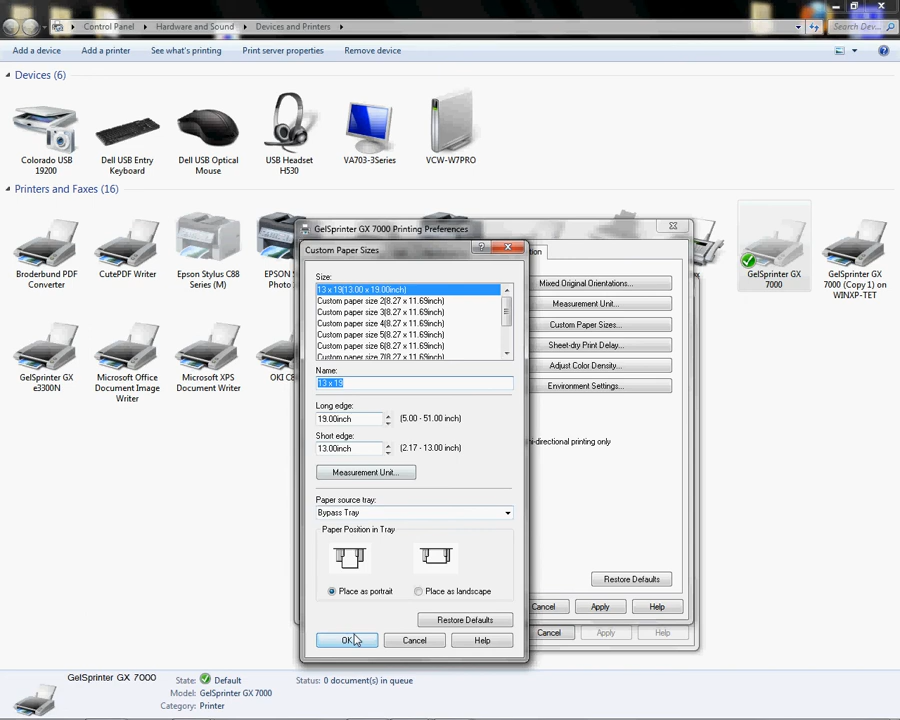 Control Panel ▸ Hardware and Sound ▸ Devices and Printers
Search Dev...
Add a device
Add a printer
See what's printing
Print server properties
Remove device
Devices (6)
Colorado USB
19200
Dell USB Entry
Keyboard
Dell USB Optical
Mouse
USB Headset
H530
VA703-3Series
VCW-W7PRO
Printers and Faxes (16)
Broderbund PDF
Converter
CutePDF Writer
Epson Stylus C88
Series (M)
EPSON
Photo
GelSprinter GX
7000
GelSprinter GX
7000 (Copy 1) on
WINXP-TET
GelSprinter GX
e3300N
Microsoft Office
Document Image
Writer
Microsoft XPS
Document Writer
OKI C8
GelSprinter GX 7000 Printing Preferences
Mixed Original Orientations...
Measurement Unit...
Custom Paper Sizes...
Sheet-dry Print Delay...
Adjust Color Density...
Environment Settings...
Restore Defaults
Cancel
Apply
Help
Cancel
Apply
Help
Custom Paper Sizes
Size:
13 x 19(13.00 x 19.00inch)
Custom paper size 2(8.27 x 11.69inch)
Custom paper size 3(8.27 x 11.69inch)
Custom paper size 4(8.27 x 11.69inch)
Custom paper size 5(8.27 x 11.69inch)
Custom paper size 6(8.27 x 11.69inch)
Custom paper size 7(8.27 x 11.69inch)
Name:
13 x 19
Long edge:
19.00inch
(5.00 - 51.00 inch)
Short edge:
13.00inch
(2.17 - 13.00 inch)
Measurement Unit...
Paper source tray:
Bypass Tray
Paper Position in Tray
Place as portrait
Place as landscape
Restore Defaults
OK
Cancel
Help
GelSprinter GX 7000
State: Default
Model: GelSprinter GX 7000
Category: Printer
Status: 0 document(s) in queue